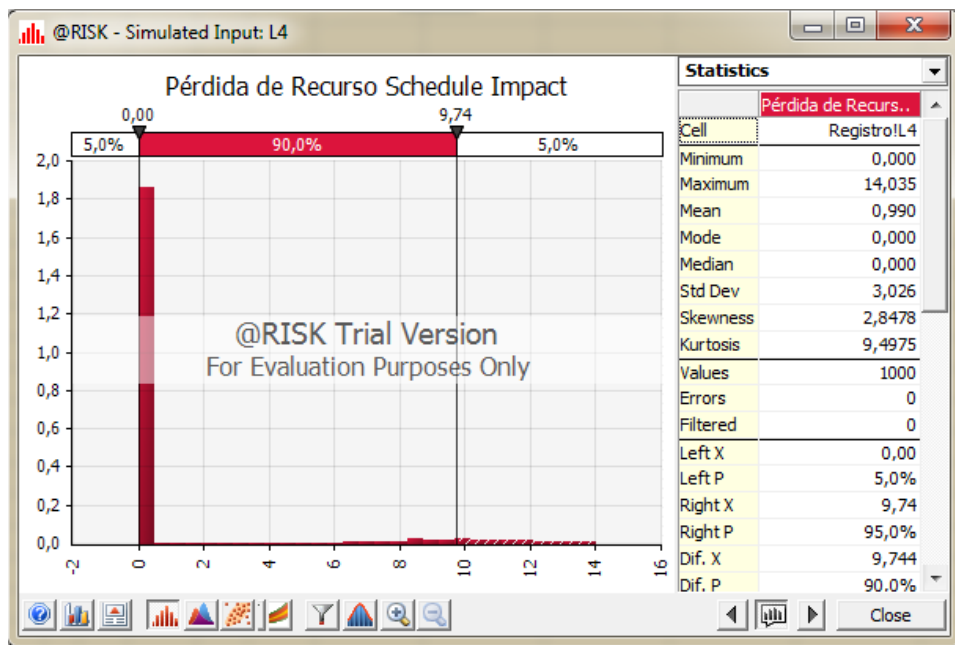 @RISK - Simulated Input: L4
Pérdida de Recurso Schedule Impact
0,00 9,74
5,0% 90,0% 5,0%
2,0
1,8
1,6
1,4
1,2
1,0
0,8
0,6
0,4
0,2
0,0
-2 0 2 4 6 8 10 12 14 16
@RISK Trial Version
For Evaluation Purposes Only
Statistics
Pérdida de Recurs..
Cell Registro!L4
Minimum 0,000
Maximum 14,035
Mean 0,990
Mode 0,000
Median 0,000
Std Dev 3,026
Skewness 2,8478
Kurtosis 9,4975
Values 1000
Errors 0
Filtered 0
Left X 0,00
Left P 5,0%
Right X 9,74
Right P 95,0%
Dif. X 9,744
Dif. P 90.0%
Close